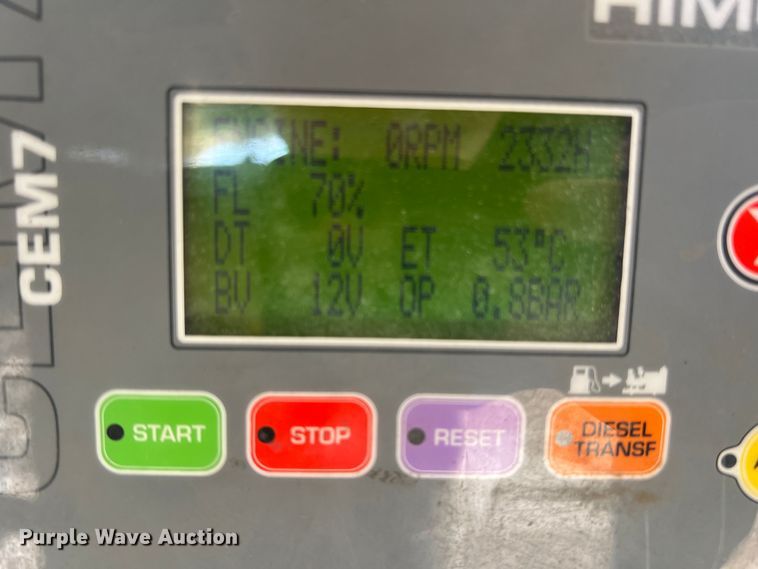 CEM7
ENGINE: 0RPM 2332H
FL 70%
DT 0V ET 53°C
BV 12V OP 0.8BAR
START
STOP
RESET
DIESEL
TRANSF
Purple Wave Auction